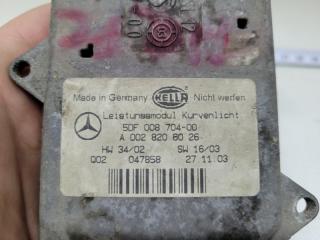 Made in Germany HELLA Nicht werfen
Leistungsmodul Kurvenlicht
5DF 008 704-00
A 002 820 80 26
HW 34/02 SW 16/03
Q02 047858 27.11.03